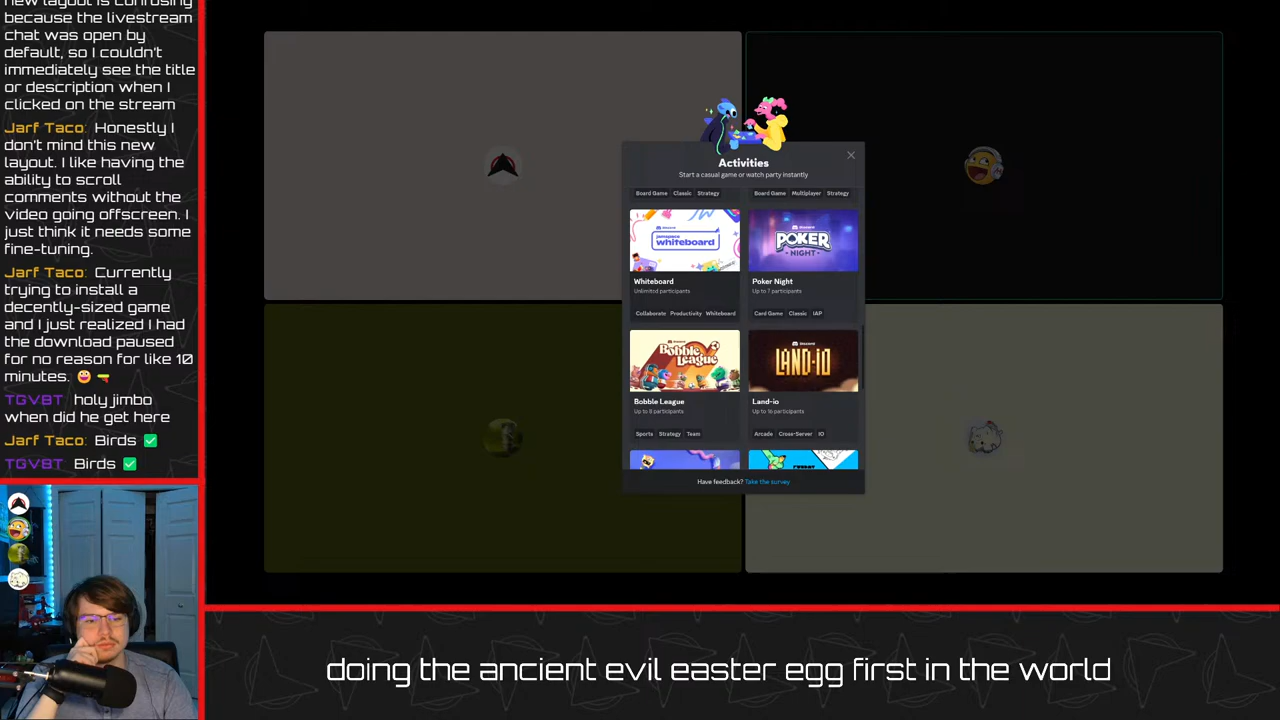 new layout is confusing
because the livestream
chat was open by
default, so I couldn't
immediately see the title
or description when I
clicked on the stream
Jarf Taco: Honestly I
don't mind this new
layout. I like having the
ability to scroll
comments without the
video going offscreen. I
just think it needs some
fine-tuning.
Jarf Taco: Currently
trying to install a
decently-sized game
and I just realized I had
the download paused
for no reason for like 10
minutes.
TGVBT holy jimbo
when did he get here
Jarf Taco: Birds
TGVBT Birds
Activities
Start a casual game or watch party instantly
Board Game Classic Strategy
Board Game Multiplayer Strategy
whiteboard
Whiteboard
Unlimited participants
Collaborate Productivity Whiteboard
POKER
NIGHT
Poker Night
Up to 7 participants
Card Game Classic IAP
Bobble
League
Bobble League
Up to 8 participants
Sports Strategy Team
Discord
LAND-IO
Land-io
Up to 16 participants
Arcade Cross-Server IO
Have feedback? Take the survey
doing the ancient evil easter egg first in the world